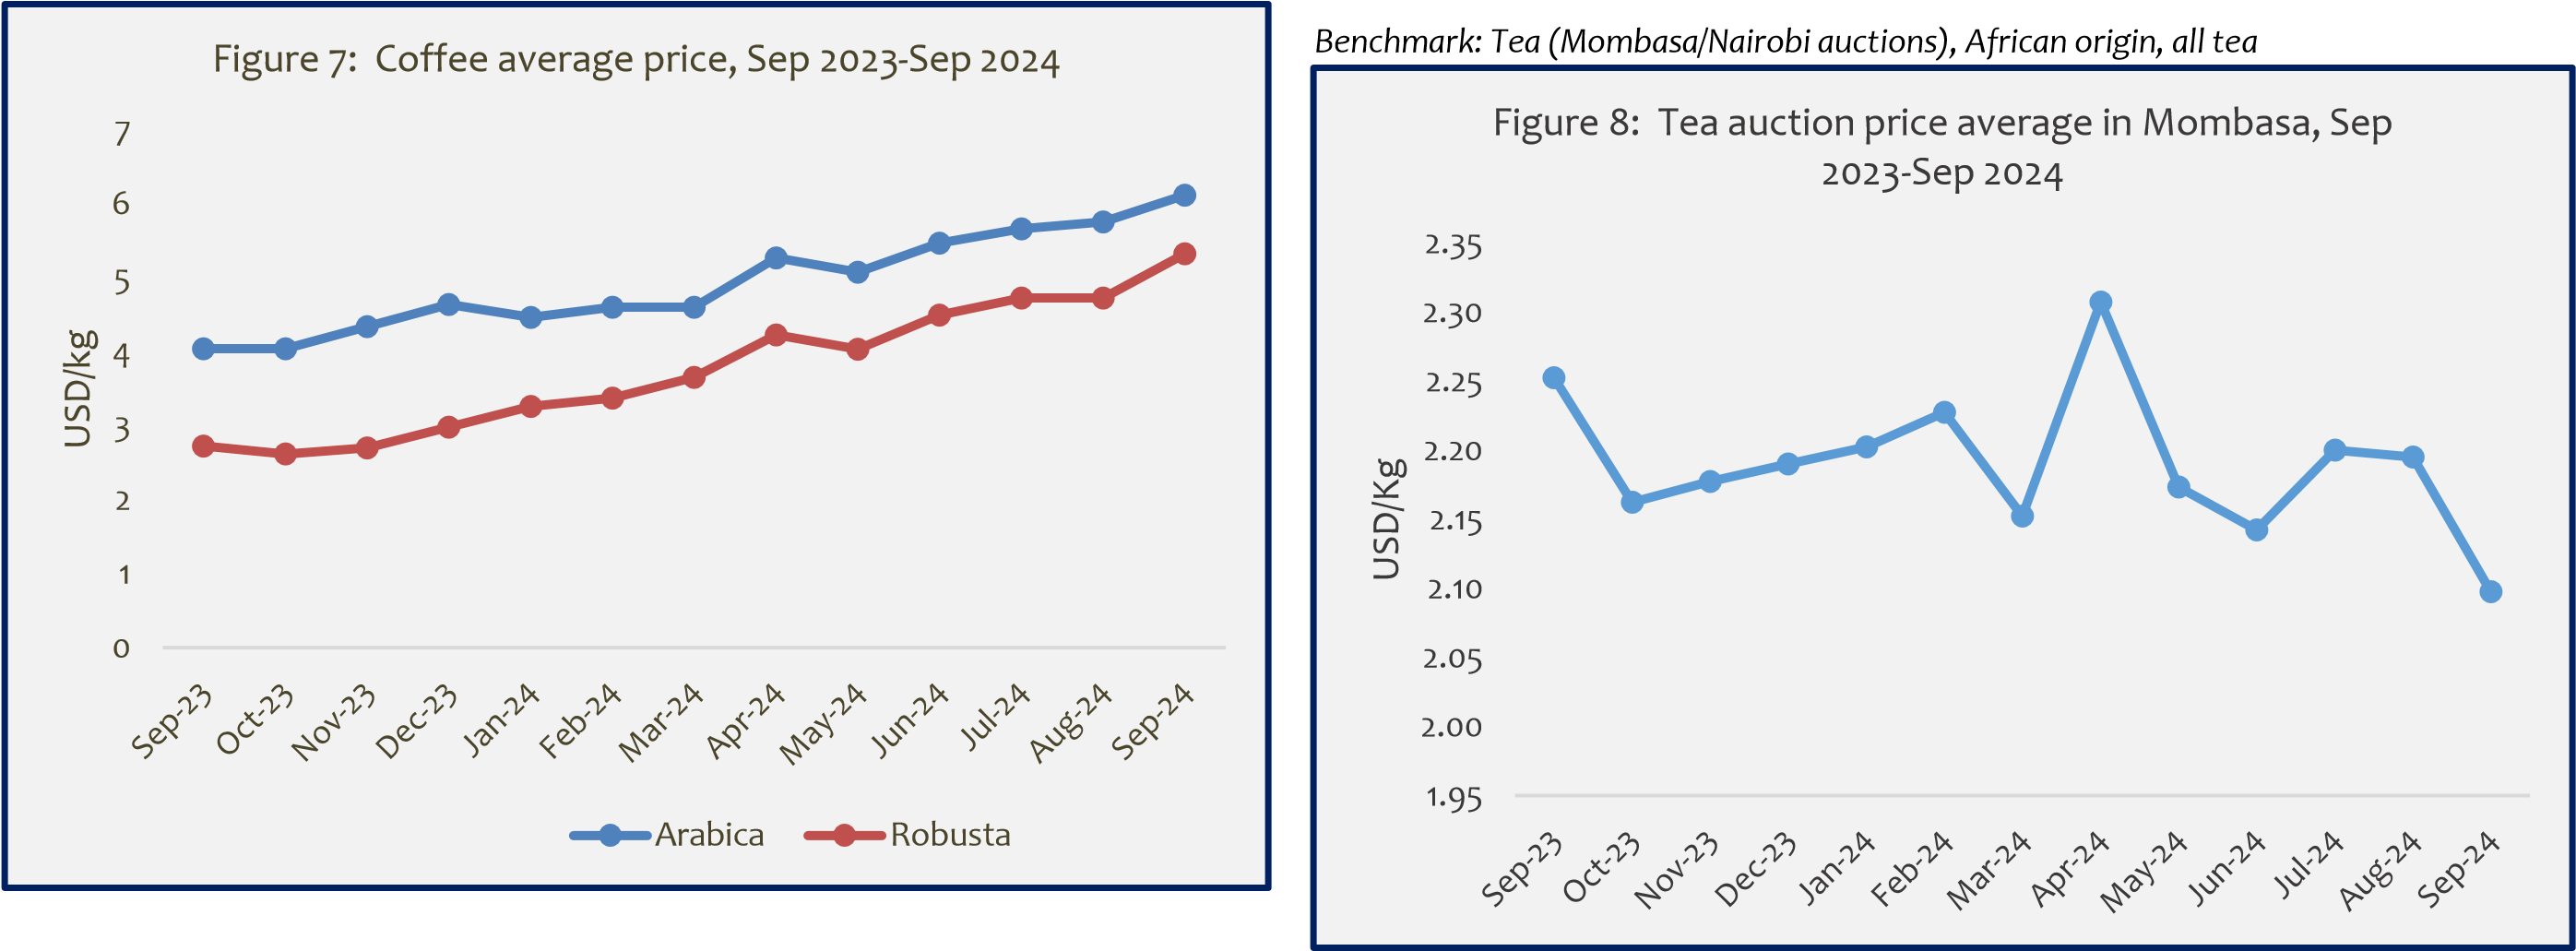 Figure 7: Coffee average price, Sep 2023-Sep 2024
7
6
5
4
3
2
1
0
USD/kg
Sep-23
Oct-23
Nov-23
Dec-23
Jan-24
Feb-24
Mar-24
Apr-24
May-24
Jun-24
Jul-24
Aug-24
Sep-24
Arabica
Robusta
Benchmark: Tea (Mombasa/Nairobi auctions), African origin, all tea
Figure 8: Tea auction price average in Mombasa, Sep
2023-Sep 2024
2.35
2.30
2.25
2.20
2.15
2.10
2.05
2.00
1.95
USD/Kg
Sep-23
Oct-23
Nov-23
Dec-23
Jan-24
Feb-24
Mar-24
Apr-24
May-24
Jun-24
Jul-24
Aug-24
Sep-24